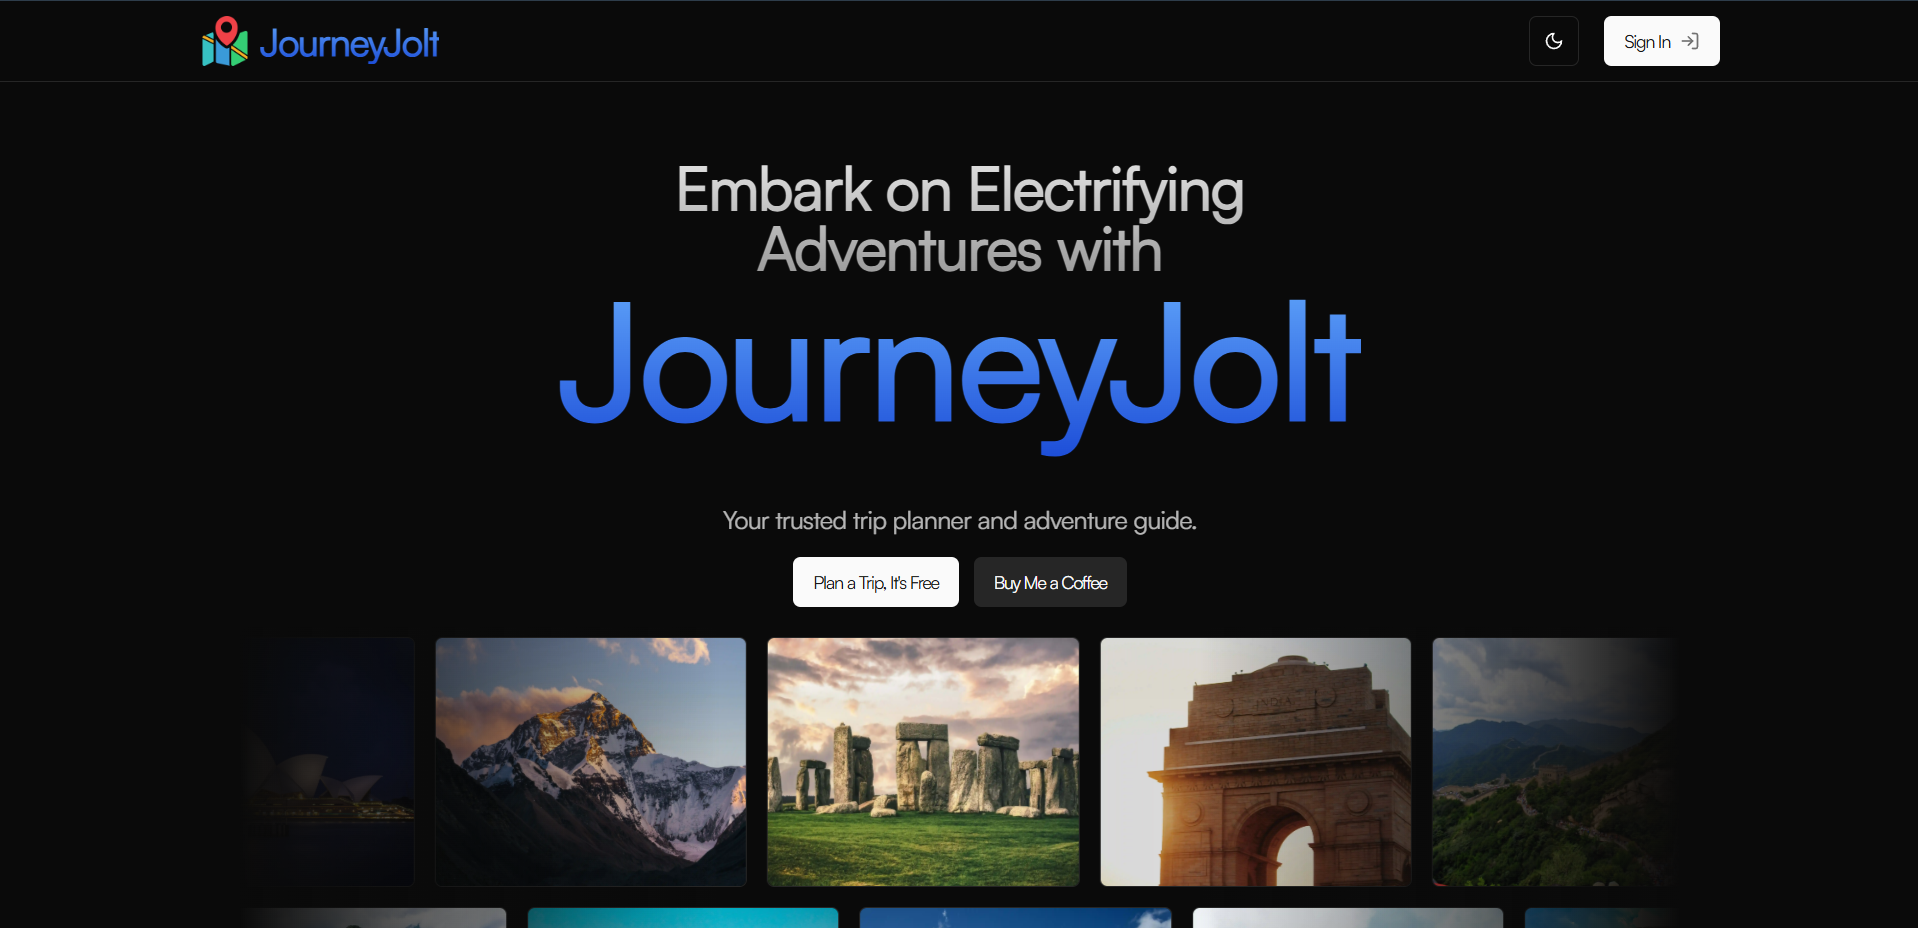 JourneyJolt
Sign In
Embark on Electrifying
Adventures with
JourneyJolt
Your trusted trip planner and adventure guide.
Plan a Trip, It's Free
Buy Me a Coffee
INDIA